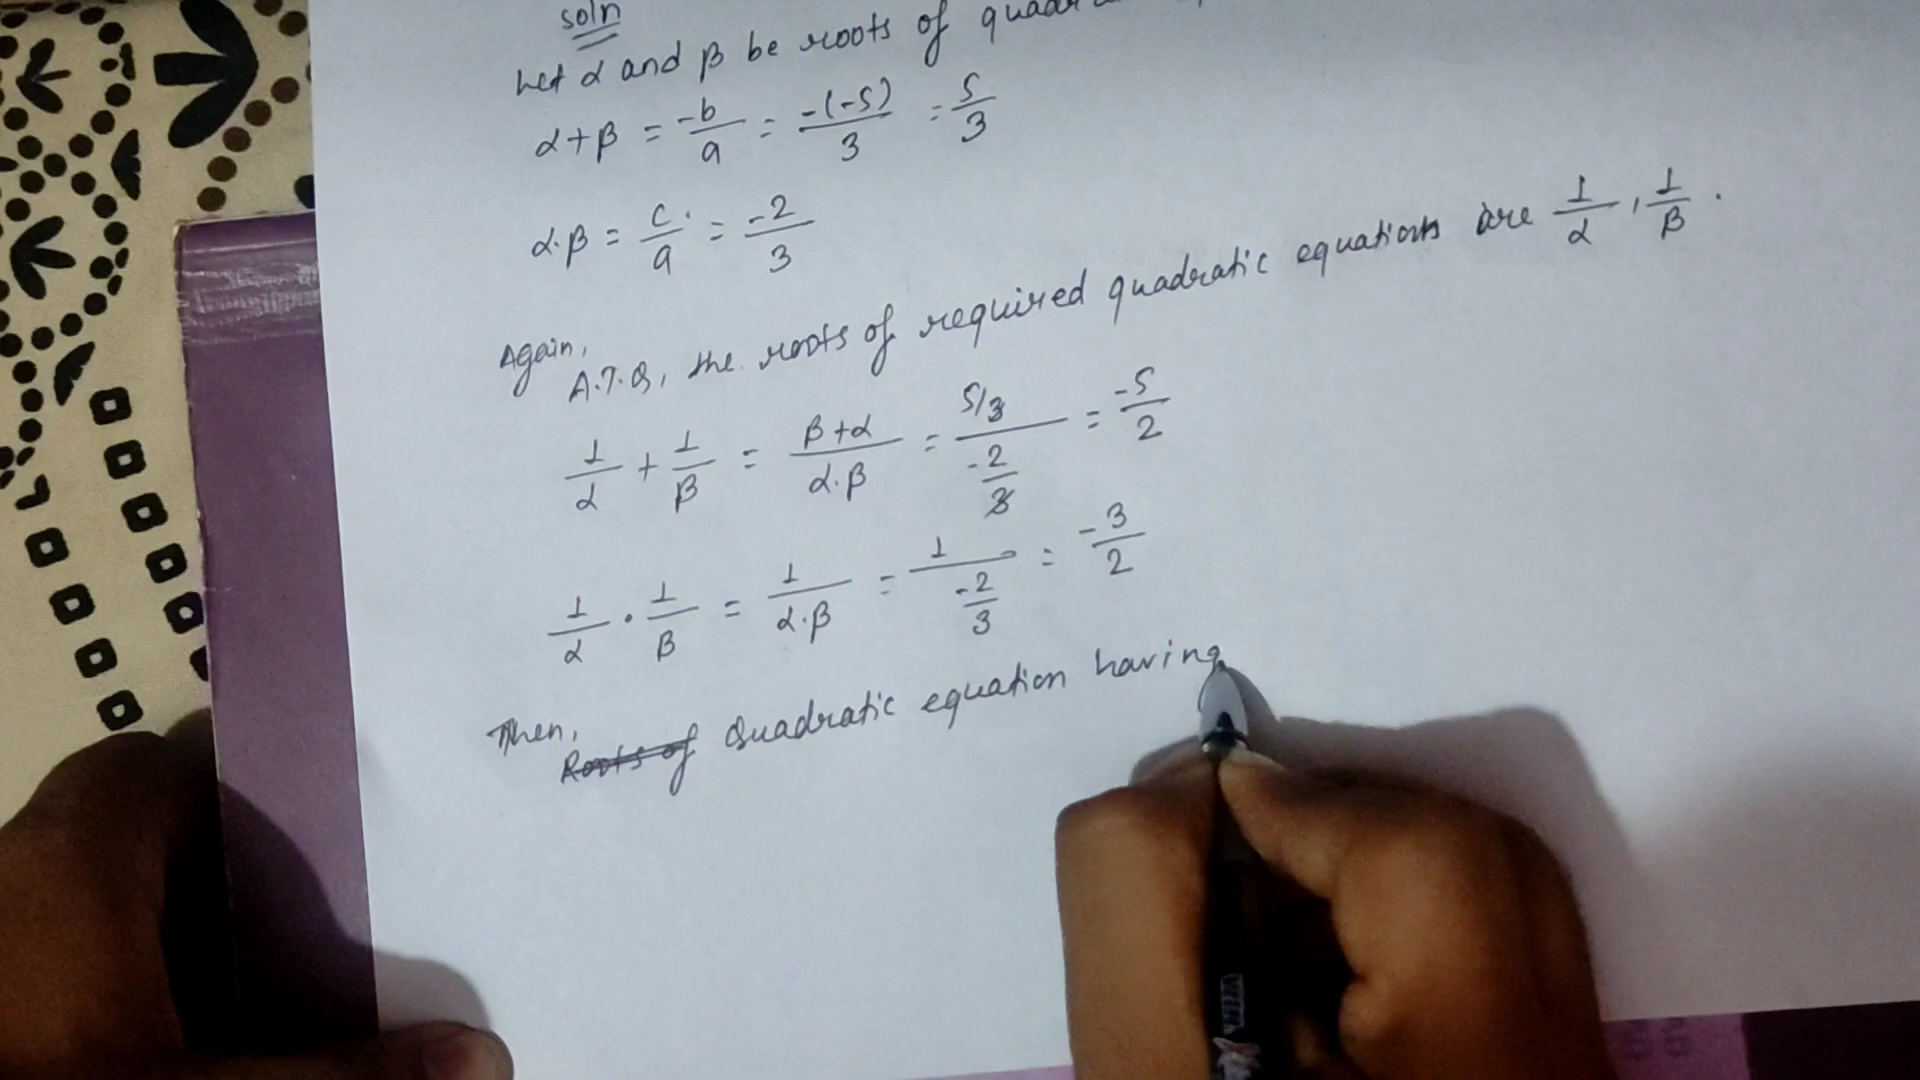 soln
Let α and β be roots of
α+β = -b/a = -(-5)/3 = 5/3
α.β = c/a = -2/3
Again,
A.T.Q, the roots of required quadratic equations are 1/α, 1/β.
1/α + 1/β = β+α/α.β = 5/3/-2/3 = -5/2
1/α . 1/β = 1/α.β = 1/-2/3 = -3/2
Then,
Roots of Quadratic equation having